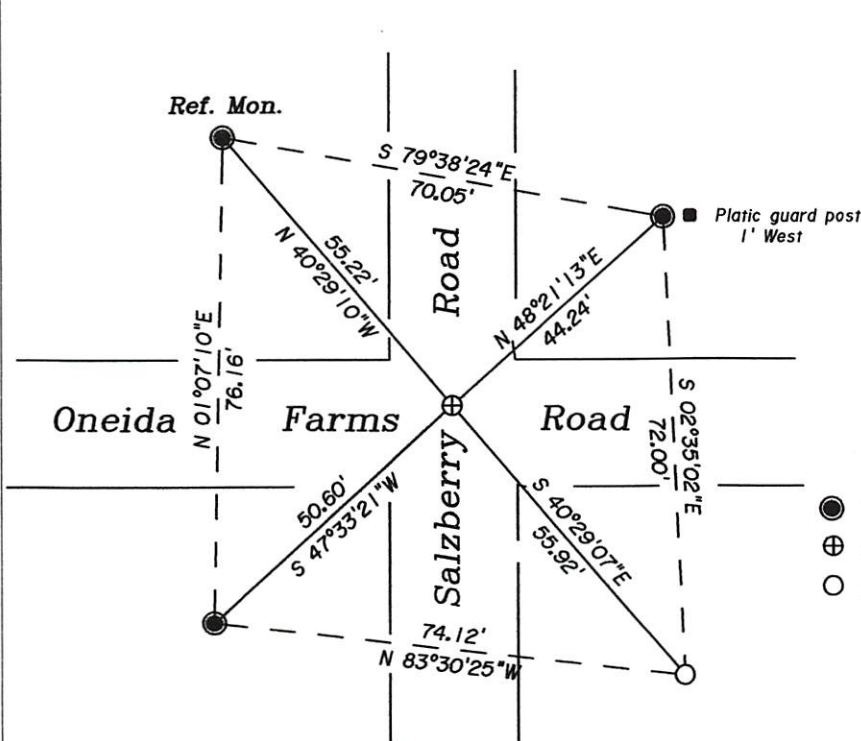 Ref. Mon.
S 79°38'24"E
70.05'
Platic guard post
1' West
55.22'
N 40°29'10"W
Road
N 48°21'13"E
44.24'
N 01°07'10"E
76.16'
Oneida Farms Road
S 02°35'02"E
72.00'
Salzberry
50.60'
S 47°33'21"W
S 40°29'07"E
55.92'
74.12'
N 83°30'25"W